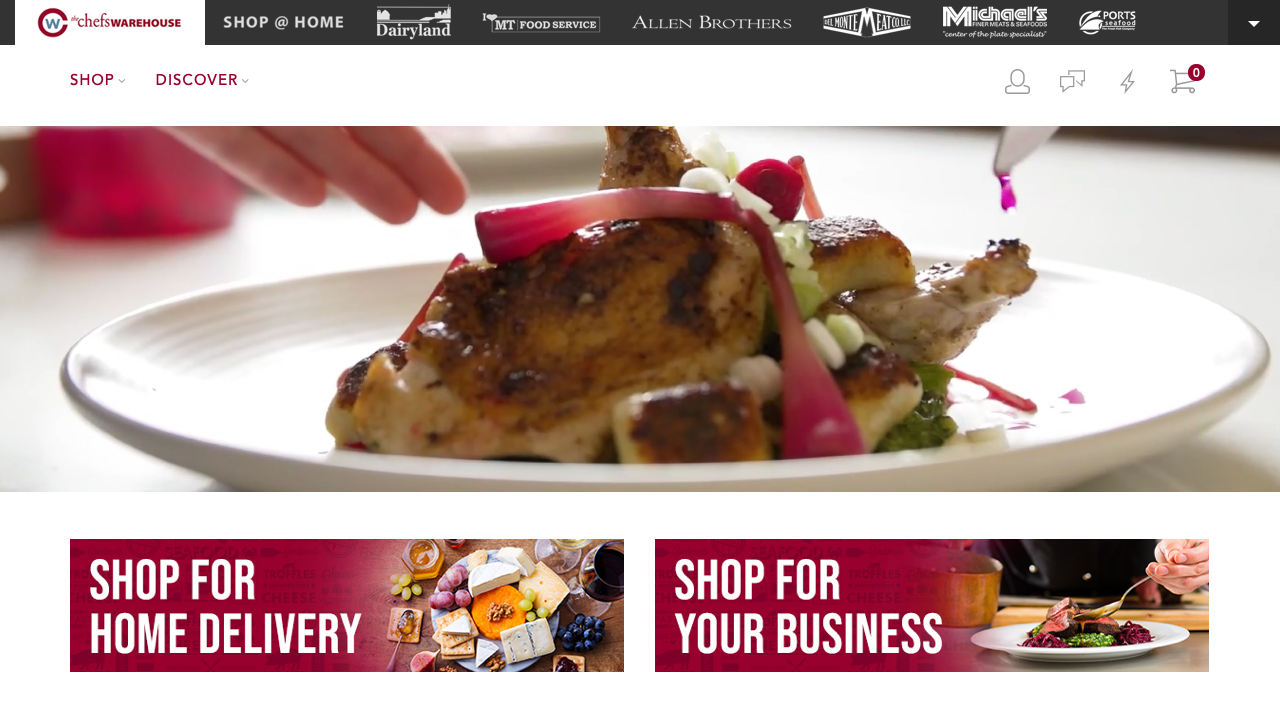 the chefs WAREHOUSE
SHOP @ HOME
Dairyland
I MT FOOD SERVICE
ALLEN BROTHERS
DEL MONTE MEAT CO LLC
Michael's
FINER MEATS & SEAFOODS
"center of the plate specialists"
PORTS
seafood
SHOP
DISCOVER
0
SHOP FOR
HOME DELIVERY
SHOP FOR
YOUR BUSINESS